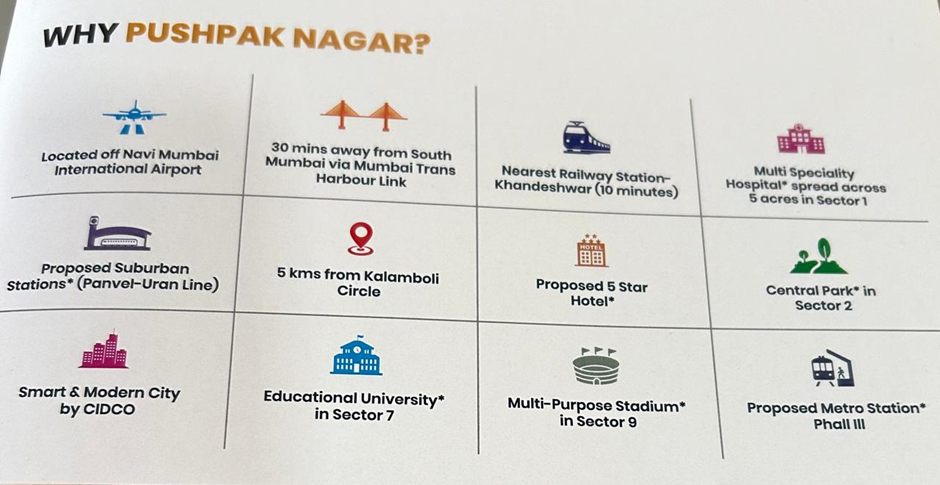 WHY PUSHPAK NAGAR?
Located off Navi Mumbai
International Airport
30 mins away from South
Mumbai via Mumbai Trans
Harbour Link
Nearest Railway Station-
Khandeshwar (10 minutes)
Multi Speciality
Hospital* spread across
5 acres in Sector 1
Proposed Suburban
Stations* (Panvel-Uran Line)
5 kms from Kalamboli
Circle
HOTEL
Proposed 5 Star
Hotel*
Central Park* in
Sector 2
Smart & Modern City
by CIDCO
Educational University*
in Sector 7
Multi-Purpose Stadium*
in Sector 9
Proposed Metro Station*
Phall III